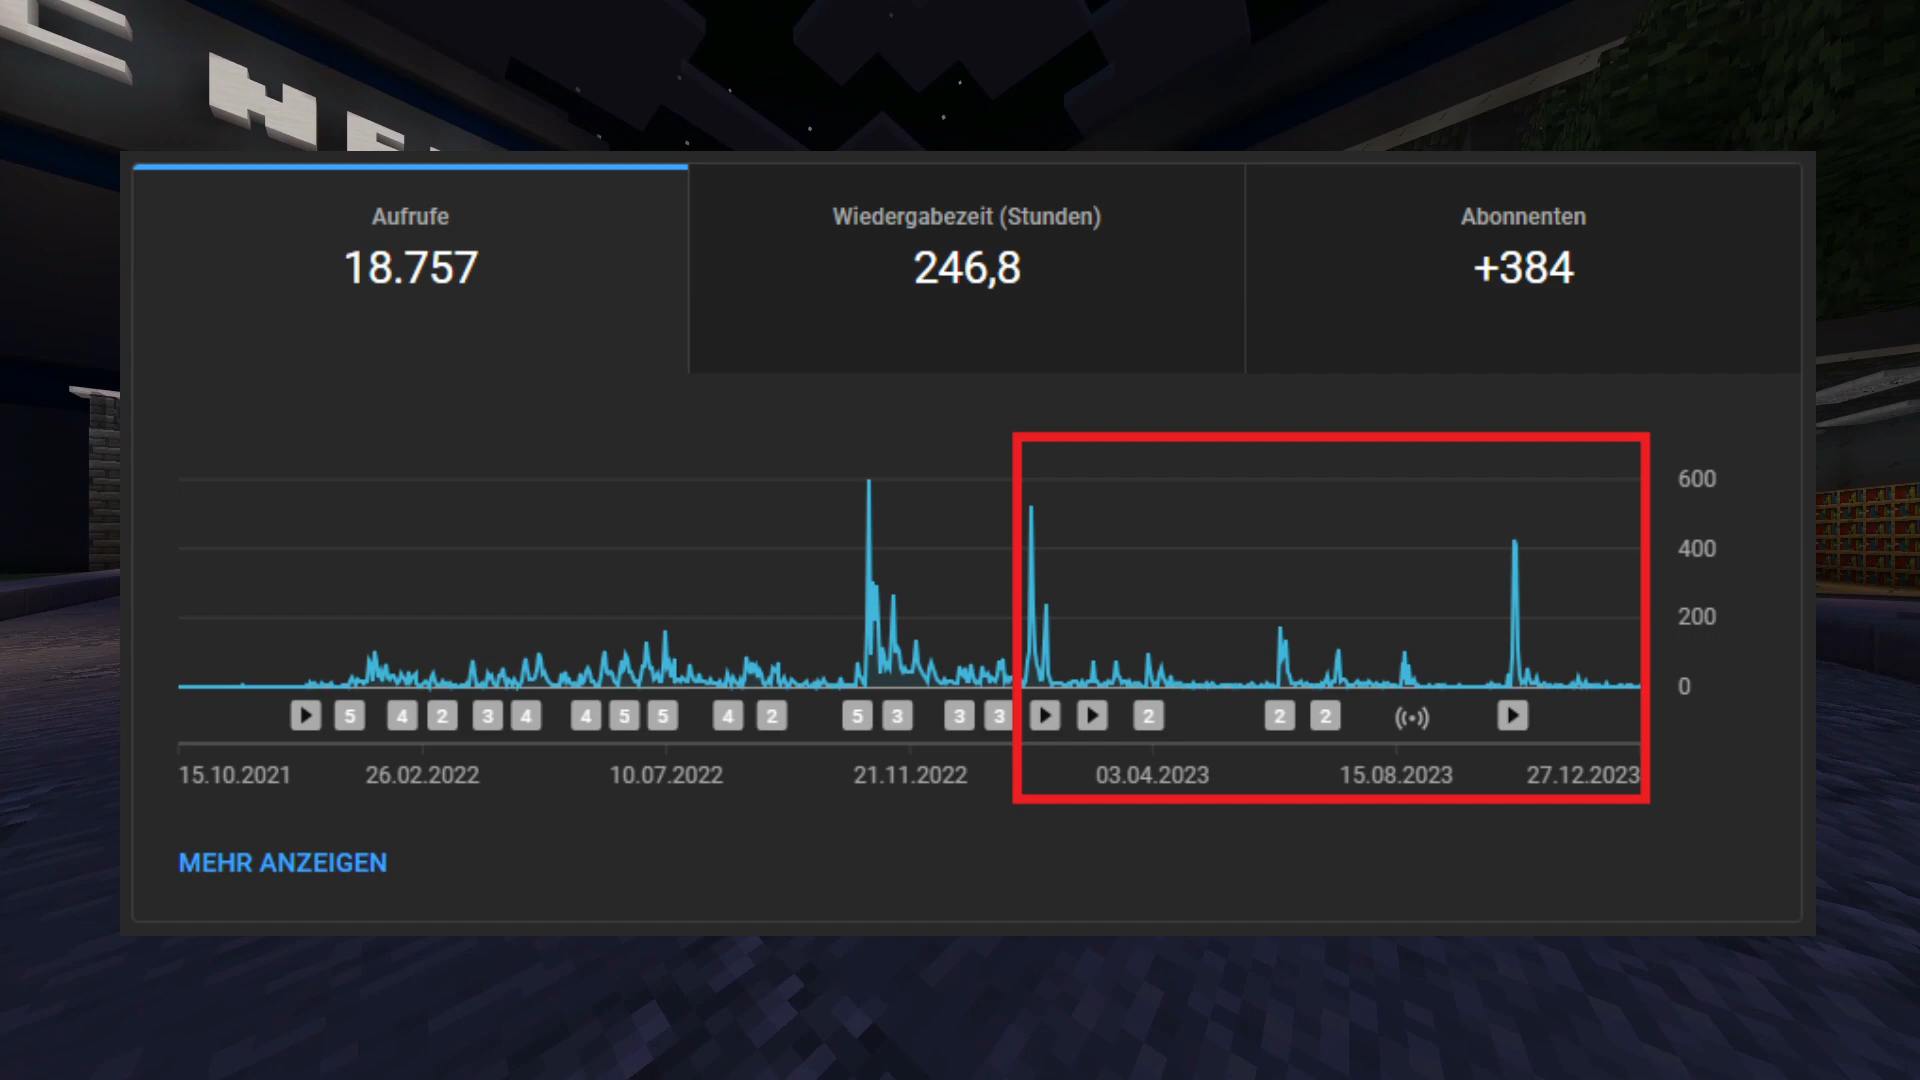 Aufrufe
18.757
Wiedergabezeit (Stunden)
246,8
Abonnenten
+384
600
400
200
0
5 4 2 3 4 4 5 5 4 2 5 3 3 3 2 2 2
15.10.2021 26.02.2022 10.07.2022 21.11.2022 03.04.2023 15.08.2023 27.12.2023
MEHR ANZEIGEN